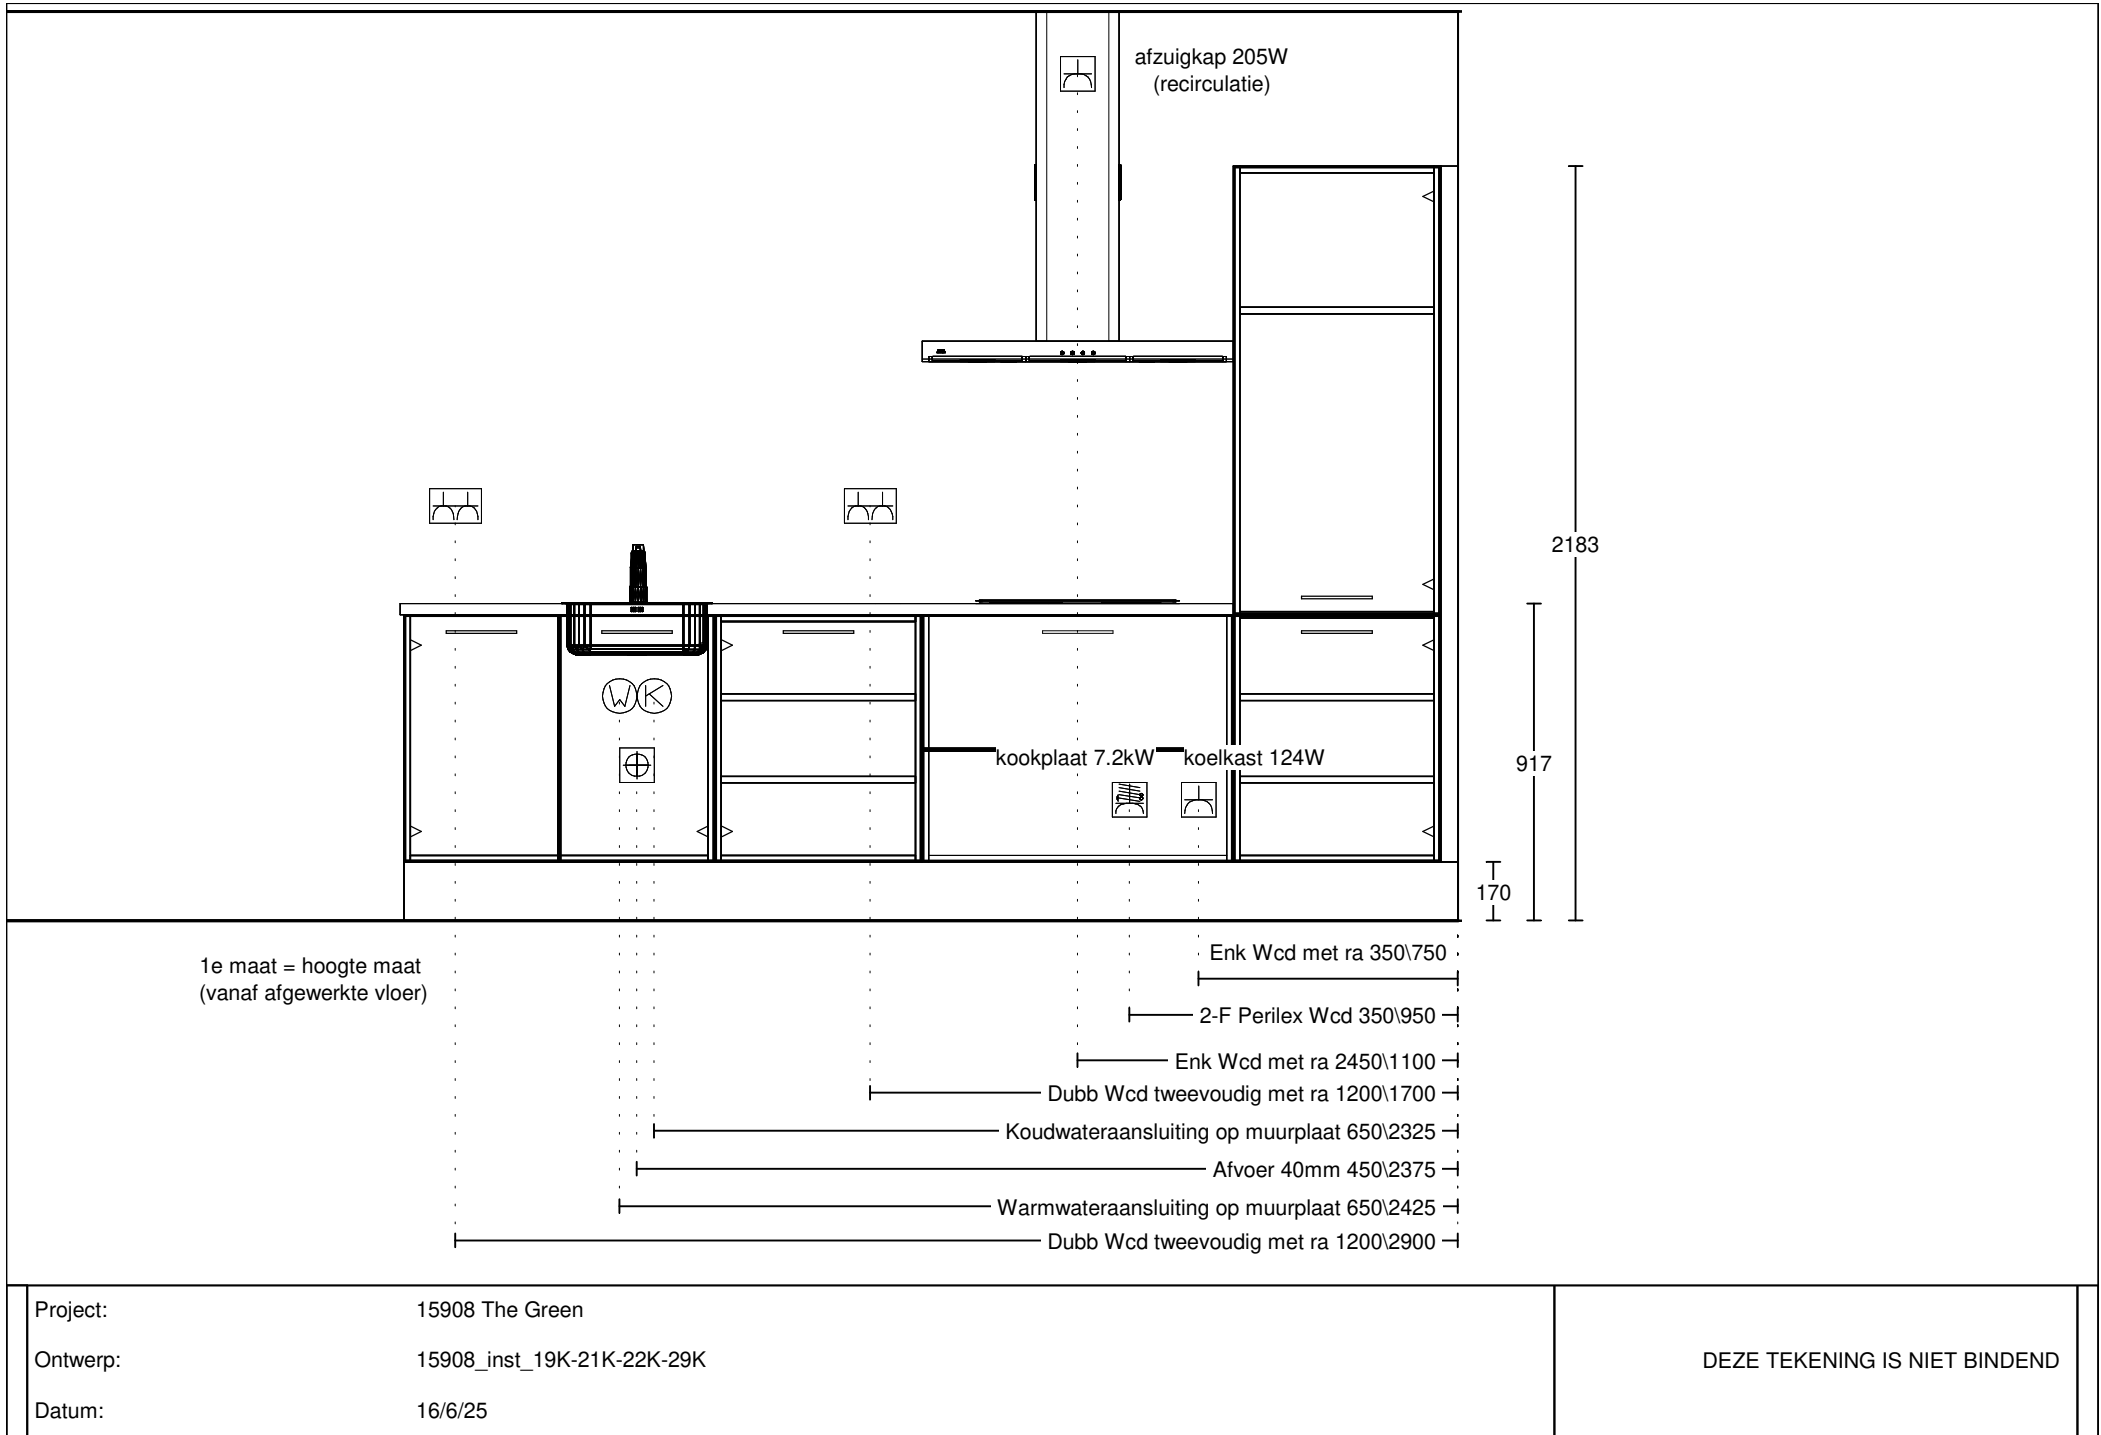 afzuigkap 205W
(recirculatie)
2183
W K
kookplaat 7.2kW koelkast 124W
917
170
Enk Wcd met ra 350\750
1e maat = hoogte maat
(vanaf afgewerkte vloer)
2-F Perilex Wcd 350\950
Enk Wcd met ra 2450\1100
Dubb Wcd tweevoudig met ra 1200\1700
Koudwateraansluiting op muurplaat 650\2325
Afvoer 40mm 450\2375
Warmwateraansluiting op muurplaat 650\2425
Dubb Wcd tweevoudig met ra 1200\2900
Project: 15908 The Green
Ontwerp: 15908_inst_19K-21K-22K-29K
DEZE TEKENING IS NIET BINDEND
Datum: 16/6/25